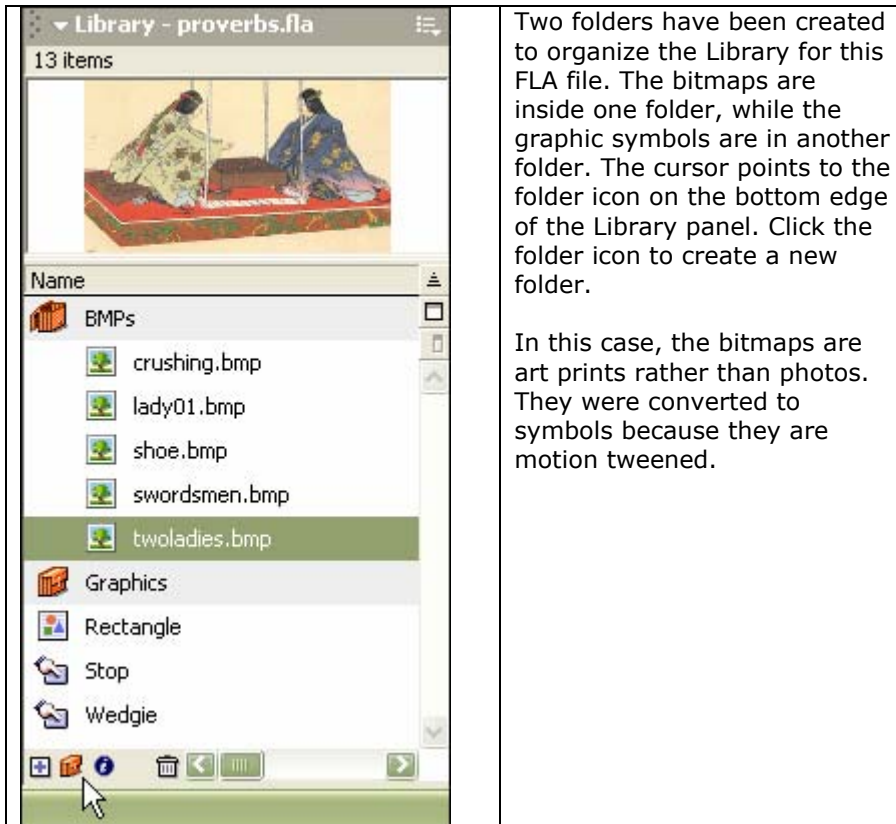 Library - proverbs.fla
13 items
Name
BMPs
crushing.bmp
lady01.bmp
shoe.bmp
swordsmen.bmp
twoladies.bmp
Graphics
Rectangle
Stop
Wedgie
Two folders have been created
to organize the Library for this
FLA file. The bitmaps are
inside one folder, while the
graphic symbols are in another
folder. The cursor points to the
folder icon on the bottom edge
of the Library panel. Click the
folder icon to create a new
folder.
In this case, the bitmaps are
art prints rather than photos.
They were converted to
symbols because they are
motion tweened.